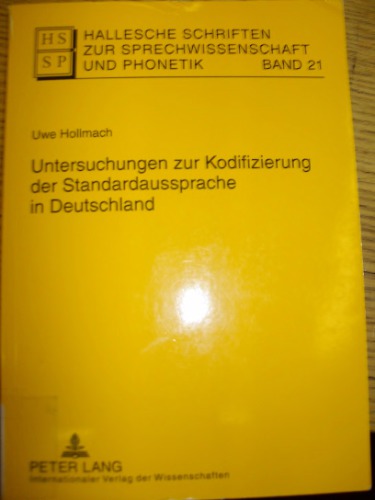 HS
SP
HALLESCHE SCHRIFTEN
ZUR SPRECHWISSENSCHAFT
UND PHONETIK BAND 21
Uwe Hollmach
Untersuchungen zur Kodifizierung
der Standardaussprache
in Deutschland
PETER LANG
Internationaler Verlag der Wissenschaften